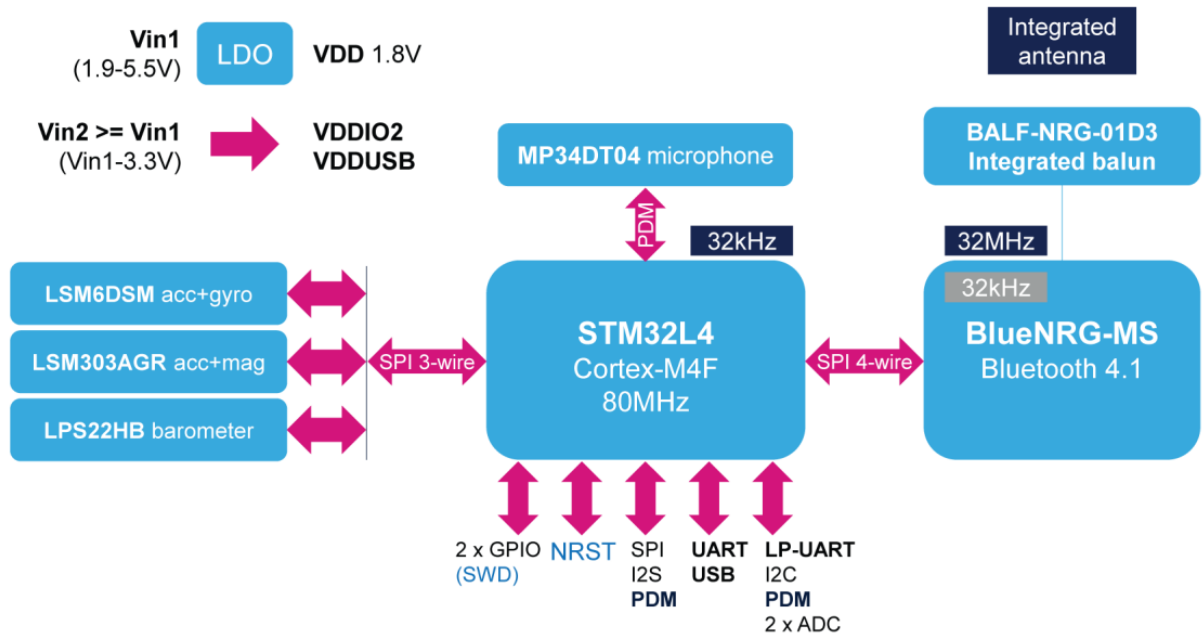 Vin1
(1.9-5.5V)
LDO
VDD 1.8V
Integrated
antenna
Vin2 >= Vin1
(Vin1-3.3V)
VDDIO2
VDDUSB
MP34DT04 microphone
BALF-NRG-01D3
Integrated balun
PDM
32kHz
32MHz
32kHz
LSM6DSM acc+gyro
LSM303AGR acc+mag
LPS22HB barometer
SPI 3-wire
STM32L4
Cortex-M4F
80MHz
SPI 4-wire
BlueNRG-MS
Bluetooth 4.1
2 x GPIO
(SWD)
NRST
SPI
I2S
PDM
UART
USB
LP-UART
I2C
PDM
2 x ADC